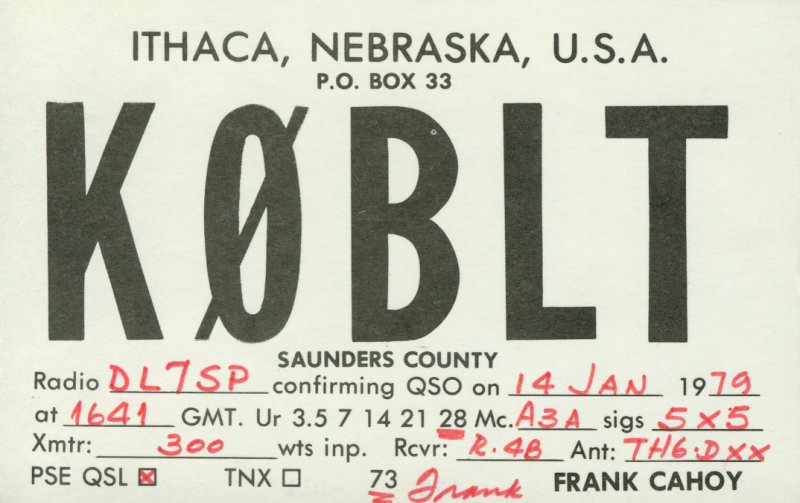 ITHACA, NEBRASKA, U.S.A.
P.O. BOX 33
KØBLT
SAUNDERS COUNTY
Radio DL7SP confirming QSO on 14 JAN 1979
at 1641 GMT. Ur 3.5 7 14 21 28 Mc. A3A sigs 5X5
Xmtr: 300 wts inp. Rcvr: R.4B Ant: TH6.DXX
PSE QSL ☒ TNX ☐ 73 Frank FRANK CAHOY